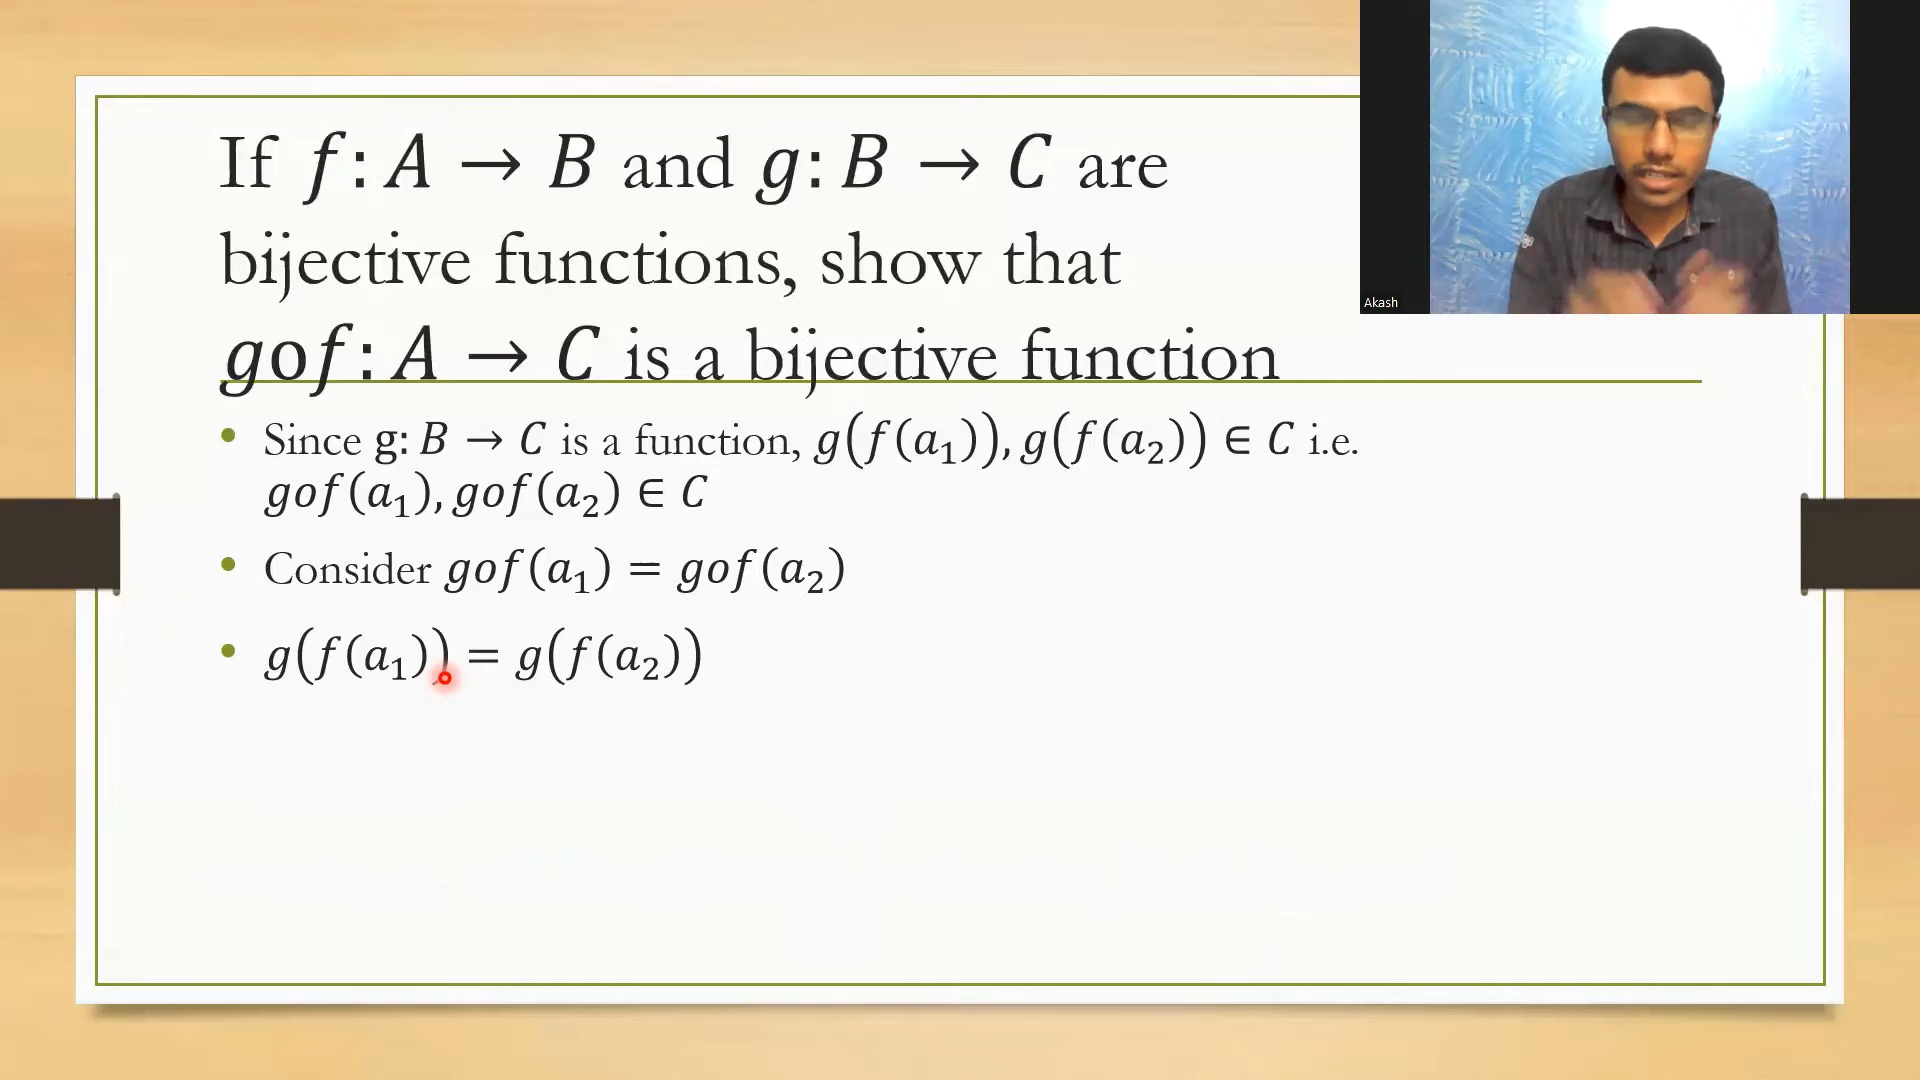 If 𝑓: 𝐴 → 𝐵 and 𝑔: 𝐵 → 𝐶 are
bijective functions, show that
𝑔o𝑓: 𝐴 → 𝐶 is a bijective function
Akash
• Since g: 𝐵 → 𝐶 is a function, 𝑔(𝑓(𝑎₁)), 𝑔(𝑓(𝑎₂)) ∈ 𝐶 i.e.
𝑔𝑜𝑓(𝑎₁), 𝑔𝑜𝑓(𝑎₂) ∈ 𝐶
• Consider 𝑔𝑜𝑓(𝑎₁) = 𝑔𝑜𝑓(𝑎₂)
• 𝑔(𝑓(𝑎₁)) = 𝑔(𝑓(𝑎₂))